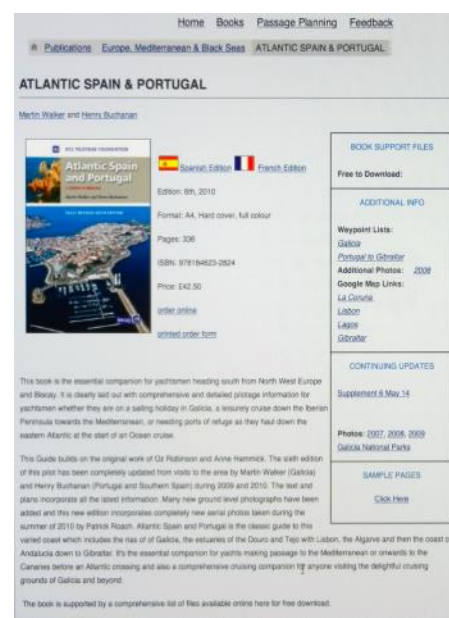 Home Books Passage Planning Feedback
Publications Europe, Mediterranean & Black Seas ATLANTIC SPAIN & PORTUGAL
ATLANTIC SPAIN & PORTUGAL
Martin Walker and Henry Buchanan
RCC PILOTAGE FOUNDATION
Atlantic Spain
and Portugal
Martin Walker and Henry Buchanan
Spanish Edition French Edition
Edition: 6th, 2010
Format: A4, Hard cover, full colour
Pages: 336
ISBN: 978184623-2824
Price: £42.50
order online
printed order form
BOOK SUPPORT FILES
Free to Download:
ADDITIONAL INFO
Waypoint Lists:
Galicia
Portugal to Gibraltar
Additional Photos: 2008
Google Map Links:
La Coruna
Lisbon
Lagos
Gibraltar
CONTINUING UPDATES
Supplement 6 May 14
Photos: 2007, 2008, 2009
Galicia National Parks
SAMPLE PAGES
Click Here
This book is the essential companion for yachtsmen heading south from North West Europe
and Biscay. It is clearly laid out with comprehensive and detailed pilotage information for
yachtsmen whether they are on a sailing holiday in Galicia, a leisurely cruise down the Iberian
Peninsula towards the Mediterranean, or needing ports of refuge as they haul down the
eastern Atlantic at the start of an Ocean cruise.
This Guide builds on the original work of Oz Robinson and Anne Hammick. The sixth edition
of this pilot has been completely updated from visits to the area by Martin Walker (Galicia)
and Henry Buchanan (Portugal and Southern Spain) during 2009 and 2010. The text and
plans incorporate all the latest information. Many new ground level photographs have been
added and this new edition incorporates completely new aerial photos taken during the
summer of 2010 by Patrick Roach. Atlantic Spain and Portugal is the classic guide to this
varied coast which includes the rias of of Galicia, the estuaries of the Douro and Tejo with Lisbon, the Algarve and then the coast o
Andalucia down to Gibraltar. It's the essential companion for yachts making passage to the Mediterranean or onwards to the
Canaries before an Atlantic crossing and also a comprehensive cruising companion for anyone visiting the delightful cruising
grounds of Galicia and beyond.
The book is supported by a comprehensive list of files available online here for free download.